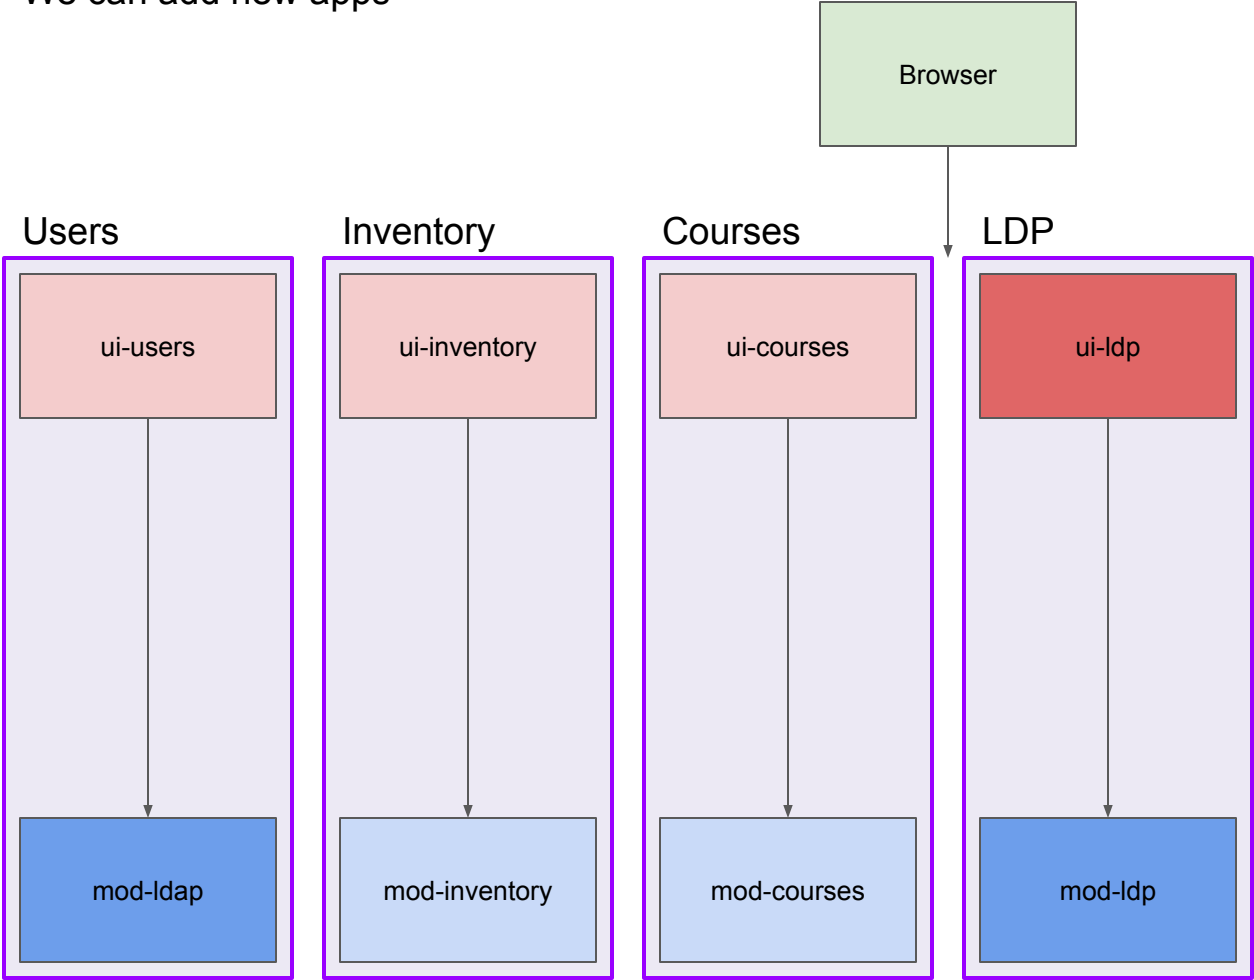 We can add new apps
Browser
Users
Inventory
Courses
LDP
ui-users
ui-inventory
ui-courses
ui-ldp
mod-ldap
mod-inventory
mod-courses
mod-ldp